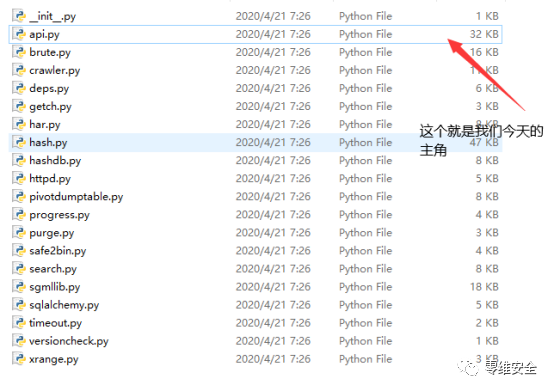 __init__.py 2020/4/21 7:26 Python File 1 KB
api.py 2020/4/21 7:26 Python File 32 KB
brute.py 2020/4/21 7:26 Python File 16 KB
crawler.py 2020/4/21 7:26 Python File KB
deps.py 2020/4/21 7:26 Python File 6 KB
getch.py 2020/4/21 7:26 Python File 3 KB
har.py 2020/4/21 7:26 Python File KB
这个就是我们今天的
主角
hash.py 2020/4/21 7:26 Python File 47 KB
hashdb.py 2020/4/21 7:26 Python File 8 KB
httpd.py 2020/4/21 7:26 Python File 5 KB
pivotdumptable.py 2020/4/21 7:26 Python File 8 KB
progress.py 2020/4/21 7:26 Python File 4 KB
purge.py 2020/4/21 7:26 Python File 3 KB
safe2bin.py 2020/4/21 7:26 Python File 4 KB
search.py 2020/4/21 7:26 Python File 8 KB
sgmllib.py 2020/4/21 7:26 Python File 18 KB
sqlalchemy.py 2020/4/21 7:26 Python File 5 KB
timeout.py 2020/4/21 7:26 Python File 2 KB
versioncheck.py 2020/4/21 7:26 Python File 1 KB
xrange.py 2020/4/21 7:26 Python File 3 KB
零维安全